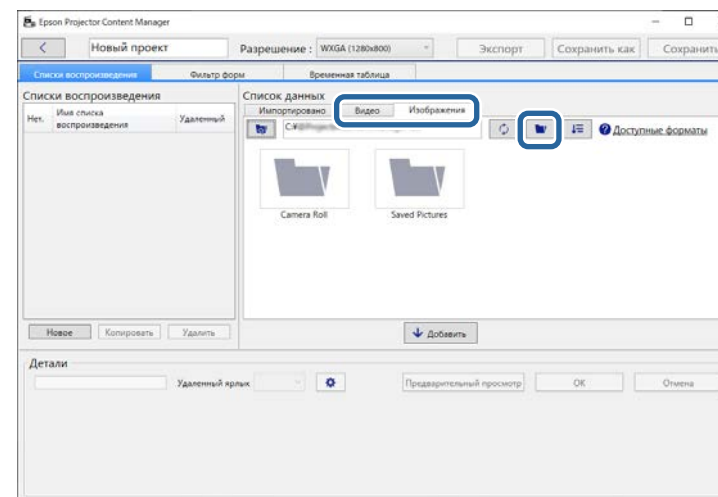 Epson Projector Content Manager
Новый проект Разрешение : WXGA (1280x800) Экспорт Сохранить как Сохранить
Списки воспроизведения Фильтр форм Временная таблица
Списки воспроизведения
Нет. Имя списка воспроизведения Удаленный
Список данных
Импортировано Видео Изображения
Доступные форматы
Camera Roll Saved Pictures
Новое Копировать Удалить
Добавить
Детали
Удаленный ярлык Предварительный просмотр OK Отмена